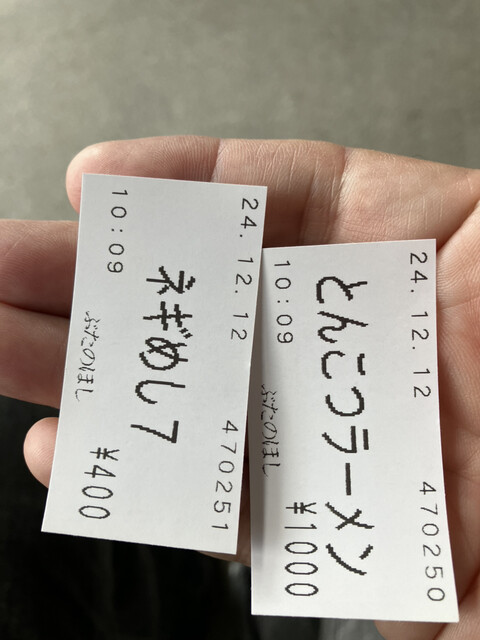 24.12.12 470251
ネギめし7
10:09 ぶたのほし ¥400
24.12.12 470250
とんこつラーメン
10:09 ぶたのほし ¥1000